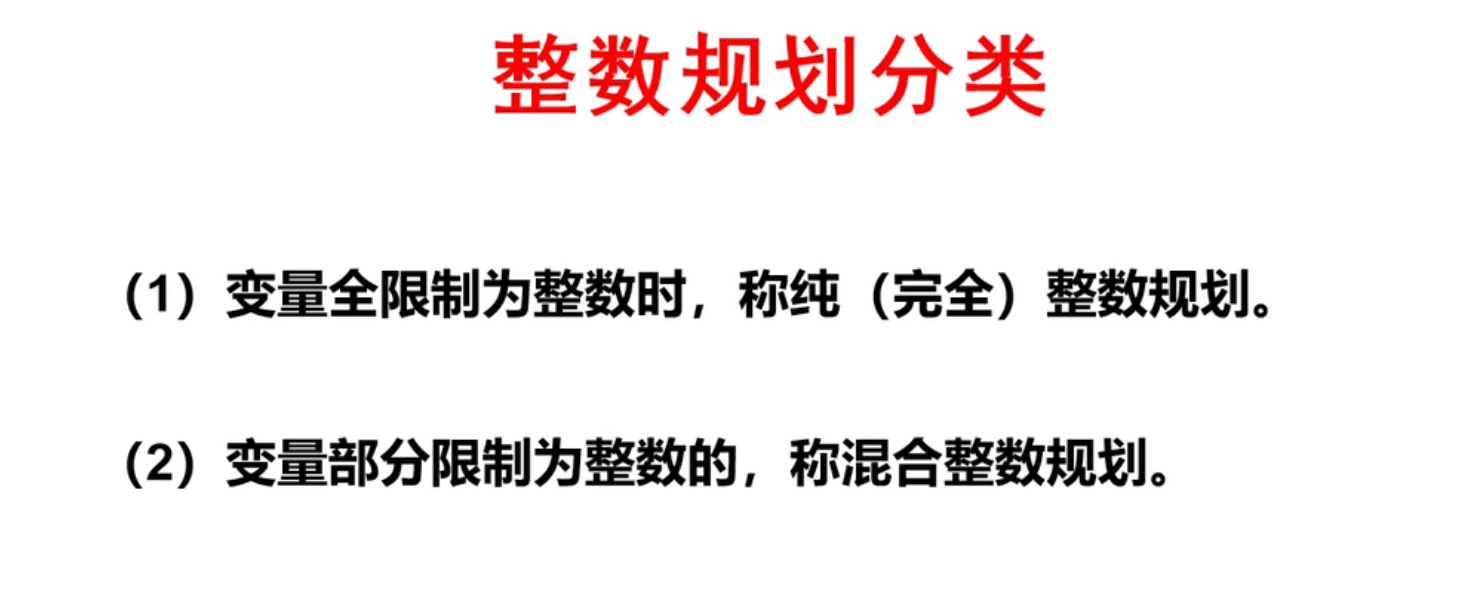 整数规划分类
（1）变量全限制为整数时，称纯（完全）整数规划。
（2）变量部分限制为整数的，称混合整数规划。